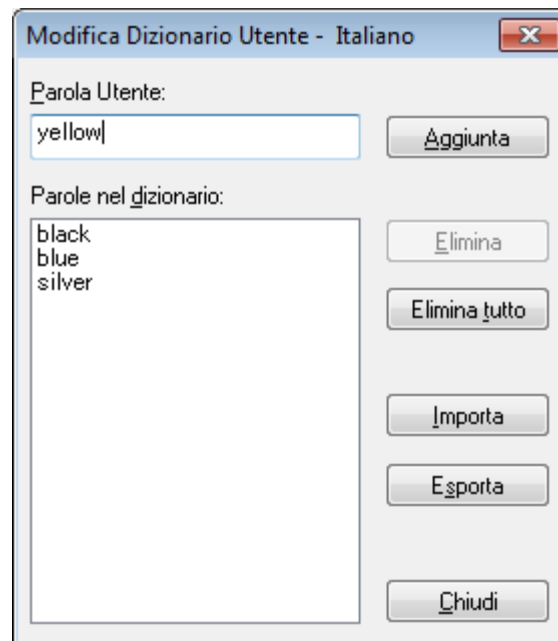 Modifica Dizionario Utente - Italiano
Parola Utente:
yellow
Aggiunta
Parole nel dizionario:
black
blue
silver
Elimina
Elimina tutto
Importa
Esporta
Chiudi